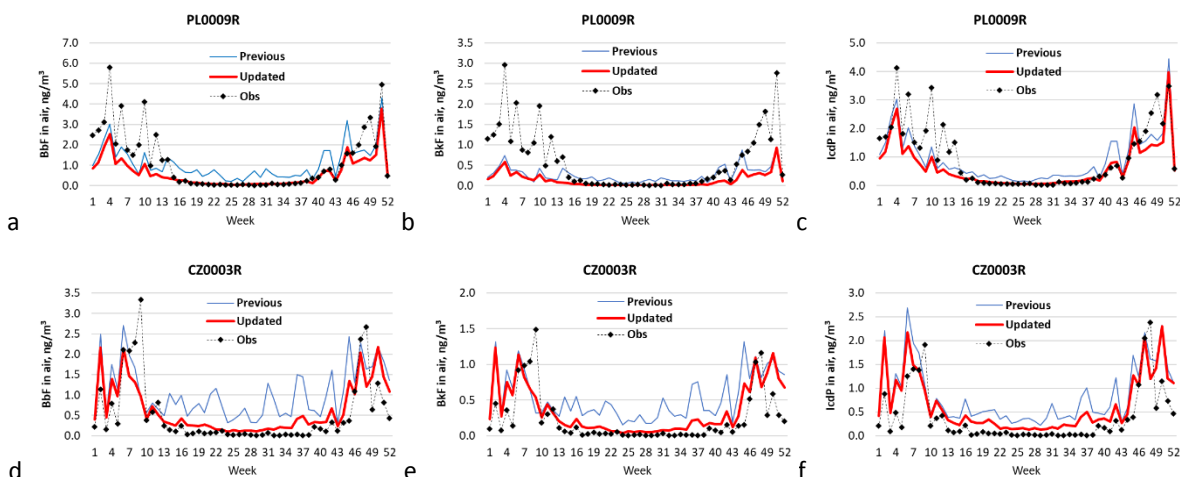 PL0009R
BbF in air, ng/m³
7.0
6.0
5.0
4.0
3.0
2.0
1.0
0.0
Previous
Updated
Obs
1 4 7 10 13 16 19 22 25 28 31 34 37 40 43 46 49 52
Week
a
PL0009R
BkF in air, ng/m³
3.5
3.0
2.5
2.0
1.5
1.0
0.5
0.0
Previous
Updated
Obs
1 4 7 10 13 16 19 22 25 28 31 34 37 40 43 46 49 52
Week
b
PL0009R
IcdP in air, ng/m³
5.0
4.0
3.0
2.0
1.0
0.0
Previous
Updated
Obs
1 4 7 10 13 16 19 22 25 28 31 34 37 40 43 46 49 52
Week
c
CZ0003R
BbF in air, ng/m³
3.5
3.0
2.5
2.0
1.5
1.0
0.5
0.0
Previous
Updated
Obs
1 4 7 10 13 16 19 22 25 28 31 34 37 40 43 46 49 52
Week
d
CZ0003R
BkF in air, ng/m³
2.0
1.5
1.0
0.5
0.0
Previous
Updated
Obs
1 4 7 10 13 16 19 22 25 28 31 34 37 40 43 46 49 52
Week
e
CZ0003R
IcdP in air, ng/m³
3.0
2.5
2.0
1.5
1.0
0.5
0.0
Previous
Updated
Obs
1 4 7 10 13 16 19 22 25 28 31 34 37 40 43 46 49 52
Week
f